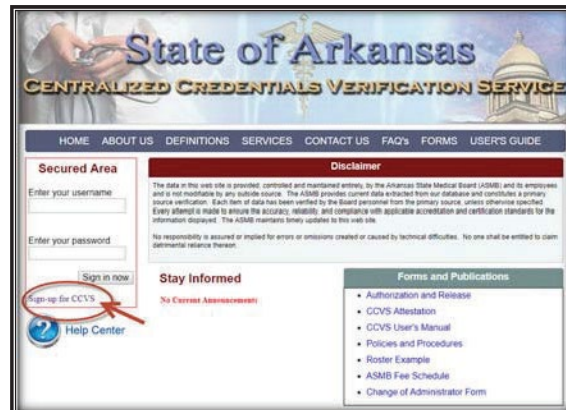 State of Arkansas
CENTRALIZED CREDENTIALS VERIFICATION SERVICE
HOME ABOUT US DEFINITIONS SERVICES CONTACT US FAQ's FORMS USER'S GUIDE
Secured Area
Enter your username
Enter your password
Sign in now
Sign-up for CCVS
Help Center
Disclaimer
The data in this web site is provided, controlled and maintained entirely, by the Arkansas State Medical Board (ASMB) and its employees
and is not modifiable by any outside source. The ASMB provides current data extracted from our database and constitutes a primary
source verification. Each item of data has been verified by the Board personnel from the primary source, unless otherwise specified.
Every attempt is made to ensure the accuracy, reliability, and compliance with applicable accreditation and certification standards for the
information displayed. The ASMB maintains timely updates to this web site.
No responsibility is assured or implied for errors or omissions created or caused by technical difficulties. No one shall be entitled to claim
detrimental reliance thereon.
Stay Informed
No Current Announcements
Forms and Publications
Authorization and Release
CCVS Attestation
CCVS User's Manual
Policies and Procedures
Roster Example
ASMB Fee Schedule
Change of Administrator Form